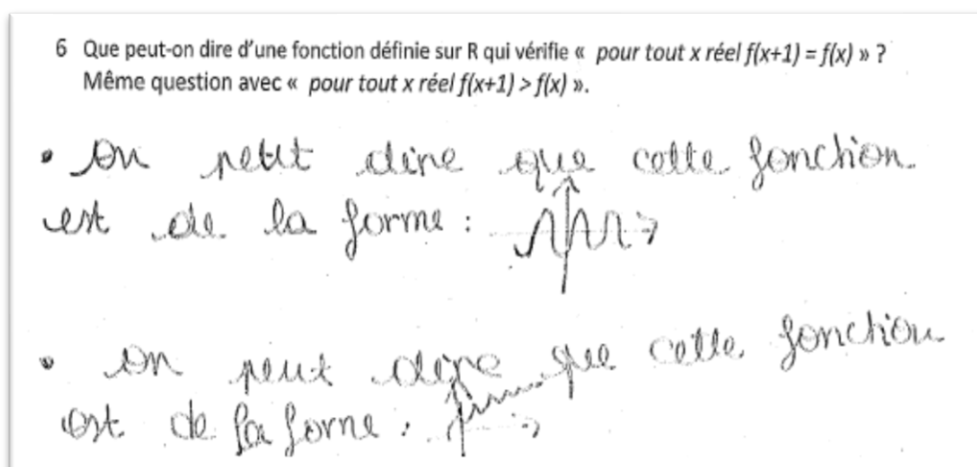 6 Que peut-on dire d'une fonction définie sur R qui vérifie « pour tout x réel f(x+1) = f(x) » ?
Même question avec « pour tout x réel f(x+1) > f(x) ».
• On peut dire que cette fonction
est de la forme :
• on peut dire que cette fonction
est de la forme :